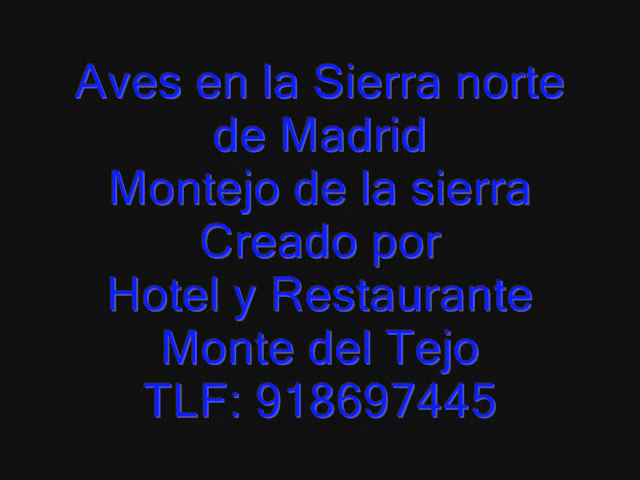 Aves en la Sierra norte
de Madrid
Montejo de la sierra
Creado por
Hotel y Restaurante
Monte del Tejo
TLF: 918697445